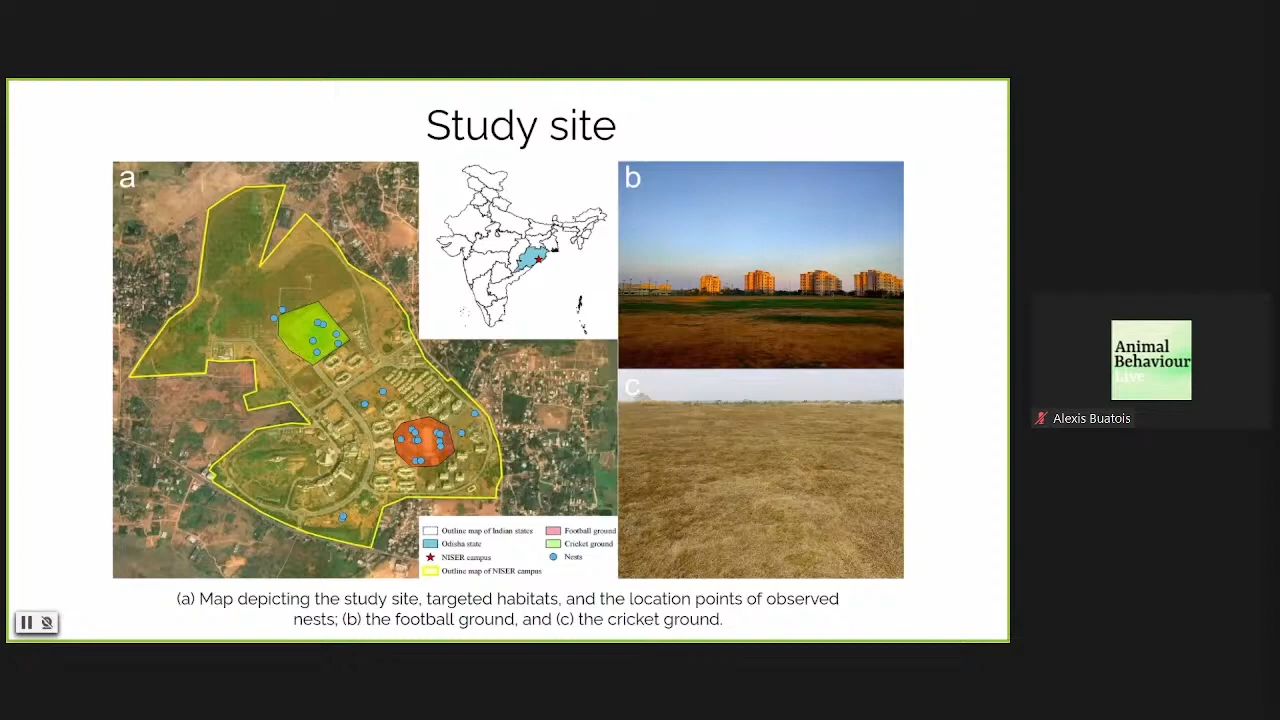 Study site
a
b
c
Outline map of Indian states
Odisha state
NISER campus
Outline map of NISER campus
Football ground
Cricket ground
Nests
(a) Map depicting the study site, targeted habitats, and the location points of observed
nests; (b) the football ground, and (c) the cricket ground.
Animal
Behaviour
Live
Alexis Buatois